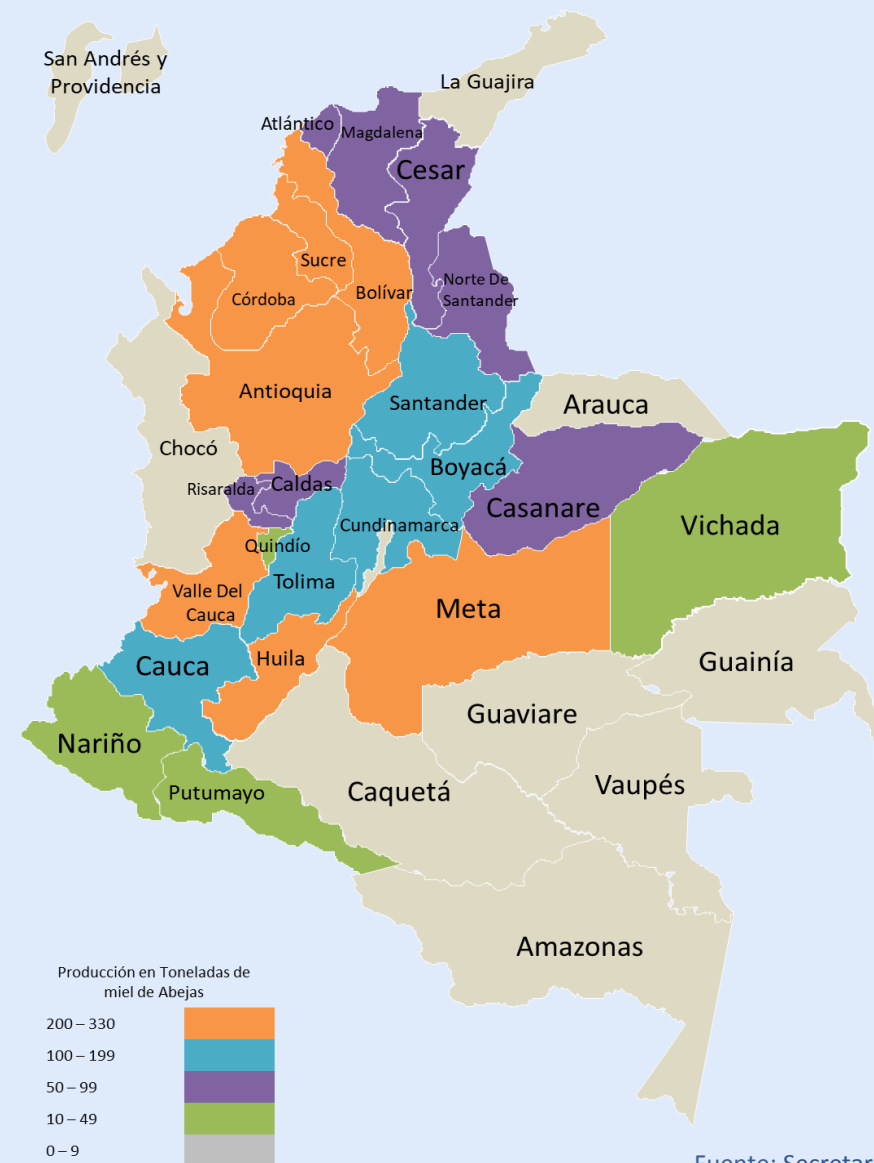 San Andrés y
Providencia
La Guajira
Atlántico
Magdalena
Cesar
Sucre
Norte De
Santander
Córdoba
Bolívar
Antioquia
Santander
Arauca
Chocó
Boyacá
Risaralda
Caldas
Casanare
Cundinamarca
Vichada
Quindío
Tolima
Valle Del
Cauca
Meta
Huila
Cauca
Guainía
Guaviare
Nariño
Vaupés
Putumayo
Caquetá
Amazonas
Producción en Toneladas de
miel de Abejas
200 – 330
100 – 199
50 – 99
10 – 49
0 – 9
Fuente: Secretar